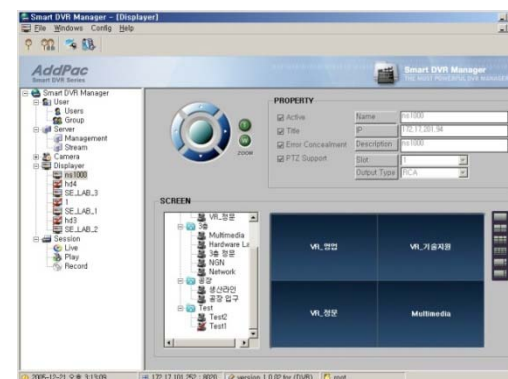 Smart DVR Manager - [Displayer]
File Windows Config Help
AddPac
Smart DVR Series
Smart DVR Manager
THE MOST POWERFUL DVR MANAGER
Smart DVR Manager
User
Users
Group
Server
Management
Stream
Camera
Displayer
ns1000
hd4
SE_LAB_3
1
SE_LAB_1
hd3
SE_LAB_2
Session
Live
Play
Record
ZOOM
PROPERTY
Active
Title
Error Concealment
PTZ Support
Name ns1000
IP 172.17.201.94
Description ns1000
Slot 1
Output Type RCA
SCREEN
VR_정문
3층
Multimedia
Hardware La
3층 정문
NGN
Network
공장
생산라인
공장 입구
Test
Test2
Test1
VR_영업
VR_기술지원
VR_정문
Multimedia
2005-12-21 오후 3:13:09
172.17.101.252 : 8020
version 1.0.02 for (DVR)
root